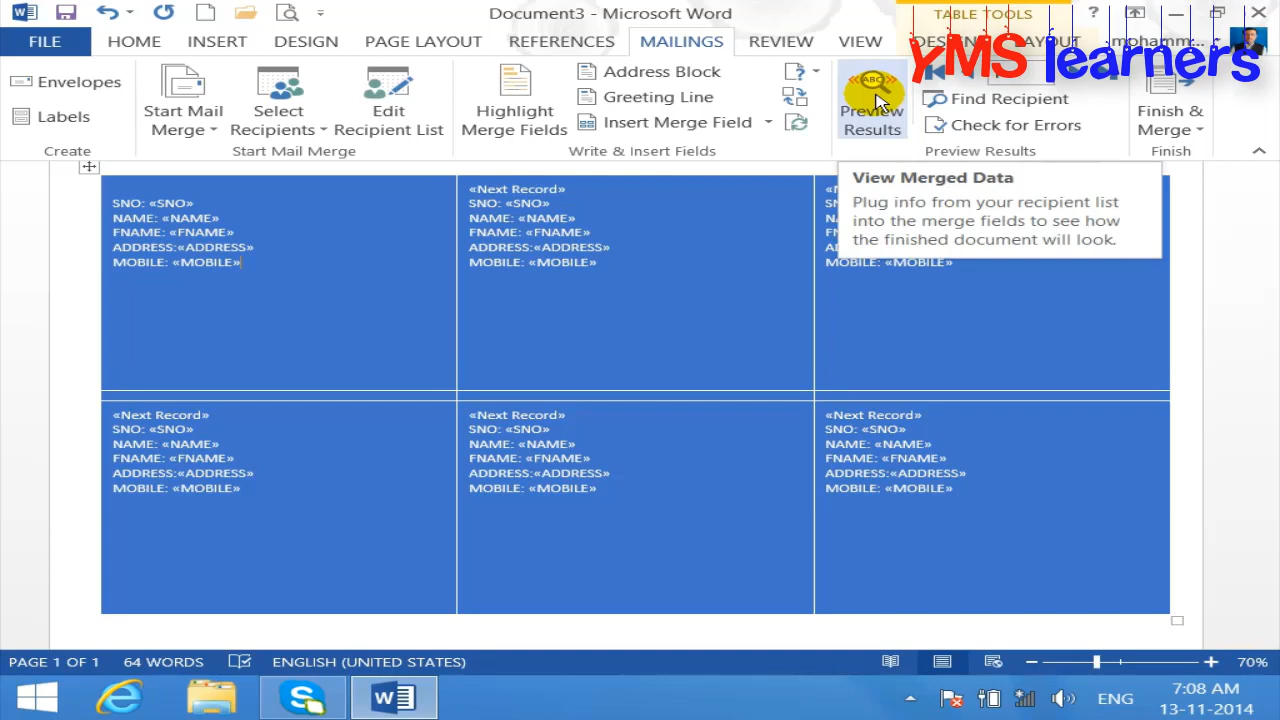 Document3 - Microsoft Word
TABLE TOOLS
?
FILE
HOME
INSERT
DESIGN
PAGE LAYOUT
REFERENCES
MAILINGS
REVIEW
VIEW
mohamm...
YMS learners
Envelopes
Labels
Create
Start Mail
Merge
Select
Recipients
Edit
Recipient List
Start Mail Merge
Highlight
Merge Fields
Address Block
Greeting Line
Insert Merge Field
Write & Insert Fields
ABC
Preview
Results
Find Recipient
Check for Errors
Preview Results
Finish &
Merge
Finish
View Merged Data
Plug info from your recipient list
into the merge fields to see how
the finished document will look.
SNO: «SNO»
NAME: «NAME»
FNAME: «FNAME»
ADDRESS:«ADDRESS»
MOBILE: «MOBILE»
«Next Record»
SNO: «SNO»
NAME: «NAME»
FNAME: «FNAME»
ADDRESS:«ADDRESS»
MOBILE: «MOBILE»
MOBILE: «MOBILE»
«Next Record»
SNO: «SNO»
NAME: «NAME»
FNAME: «FNAME»
ADDRESS:«ADDRESS»
MOBILE: «MOBILE»
«Next Record»
SNO: «SNO»
NAME: «NAME»
FNAME: «FNAME»
ADDRESS:«ADDRESS»
MOBILE: «MOBILE»
«Next Record»
SNO: «SNO»
NAME: «NAME»
FNAME: «FNAME»
ADDRESS:«ADDRESS»
MOBILE: «MOBILE»
PAGE 1 OF 1
64 WORDS
ENGLISH (UNITED STATES)
70%
ENG
7:08 AM
13-11-2014